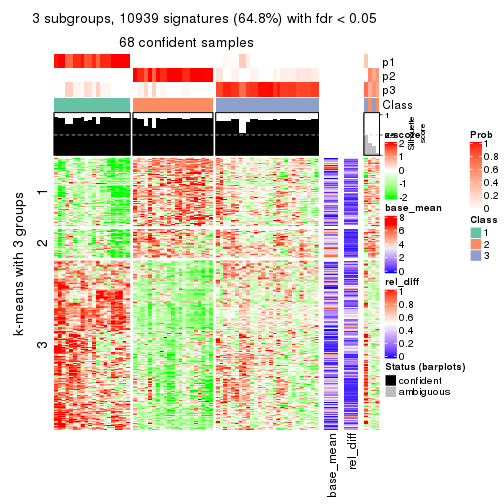 3 subgroups, 10939 signatures (64.8%) with fdr < 0.05
68 confident samples
p1
p2
p3
Class
1
Silhouette
score
k-means with 3 groups
1
2
3
base_mean
rel_diff
z-score
2
1
0
-1
-2
base_mean
8
6
4
2
0
rel_diff
1
0.8
0.6
0.4
0.2
0
Status (barplots)
confident
ambiguous
Prob
1
0.8
0.6
0.4
0.2
0
Class
1
2
3